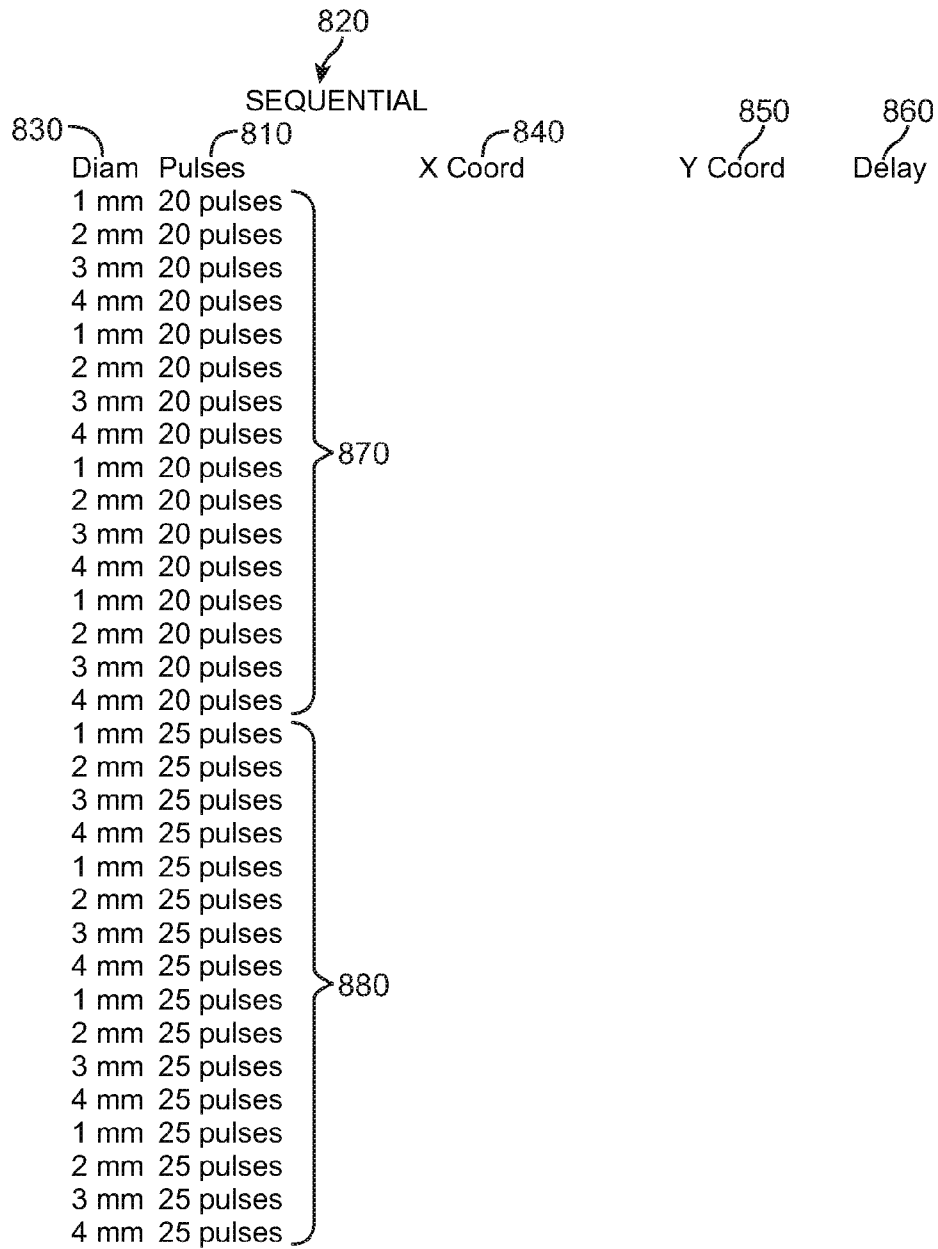 820
SEQUENTIAL
830 810 840 850 860
Diam Pulses X Coord Y Coord Delay
1 mm 20 pulses
2 mm 20 pulses
3 mm 20 pulses
4 mm 20 pulses
1 mm 20 pulses
2 mm 20 pulses
3 mm 20 pulses
4 mm 20 pulses
870
1 mm 20 pulses
2 mm 20 pulses
3 mm 20 pulses
4 mm 20 pulses
1 mm 20 pulses
2 mm 20 pulses
3 mm 20 pulses
4 mm 20 pulses
1 mm 25 pulses
2 mm 25 pulses
3 mm 25 pulses
4 mm 25 pulses
1 mm 25 pulses
2 mm 25 pulses
3 mm 25 pulses
4 mm 25 pulses
880
1 mm 25 pulses
2 mm 25 pulses
3 mm 25 pulses
4 mm 25 pulses
1 mm 25 pulses
2 mm 25 pulses
3 mm 25 pulses
4 mm 25 pulses